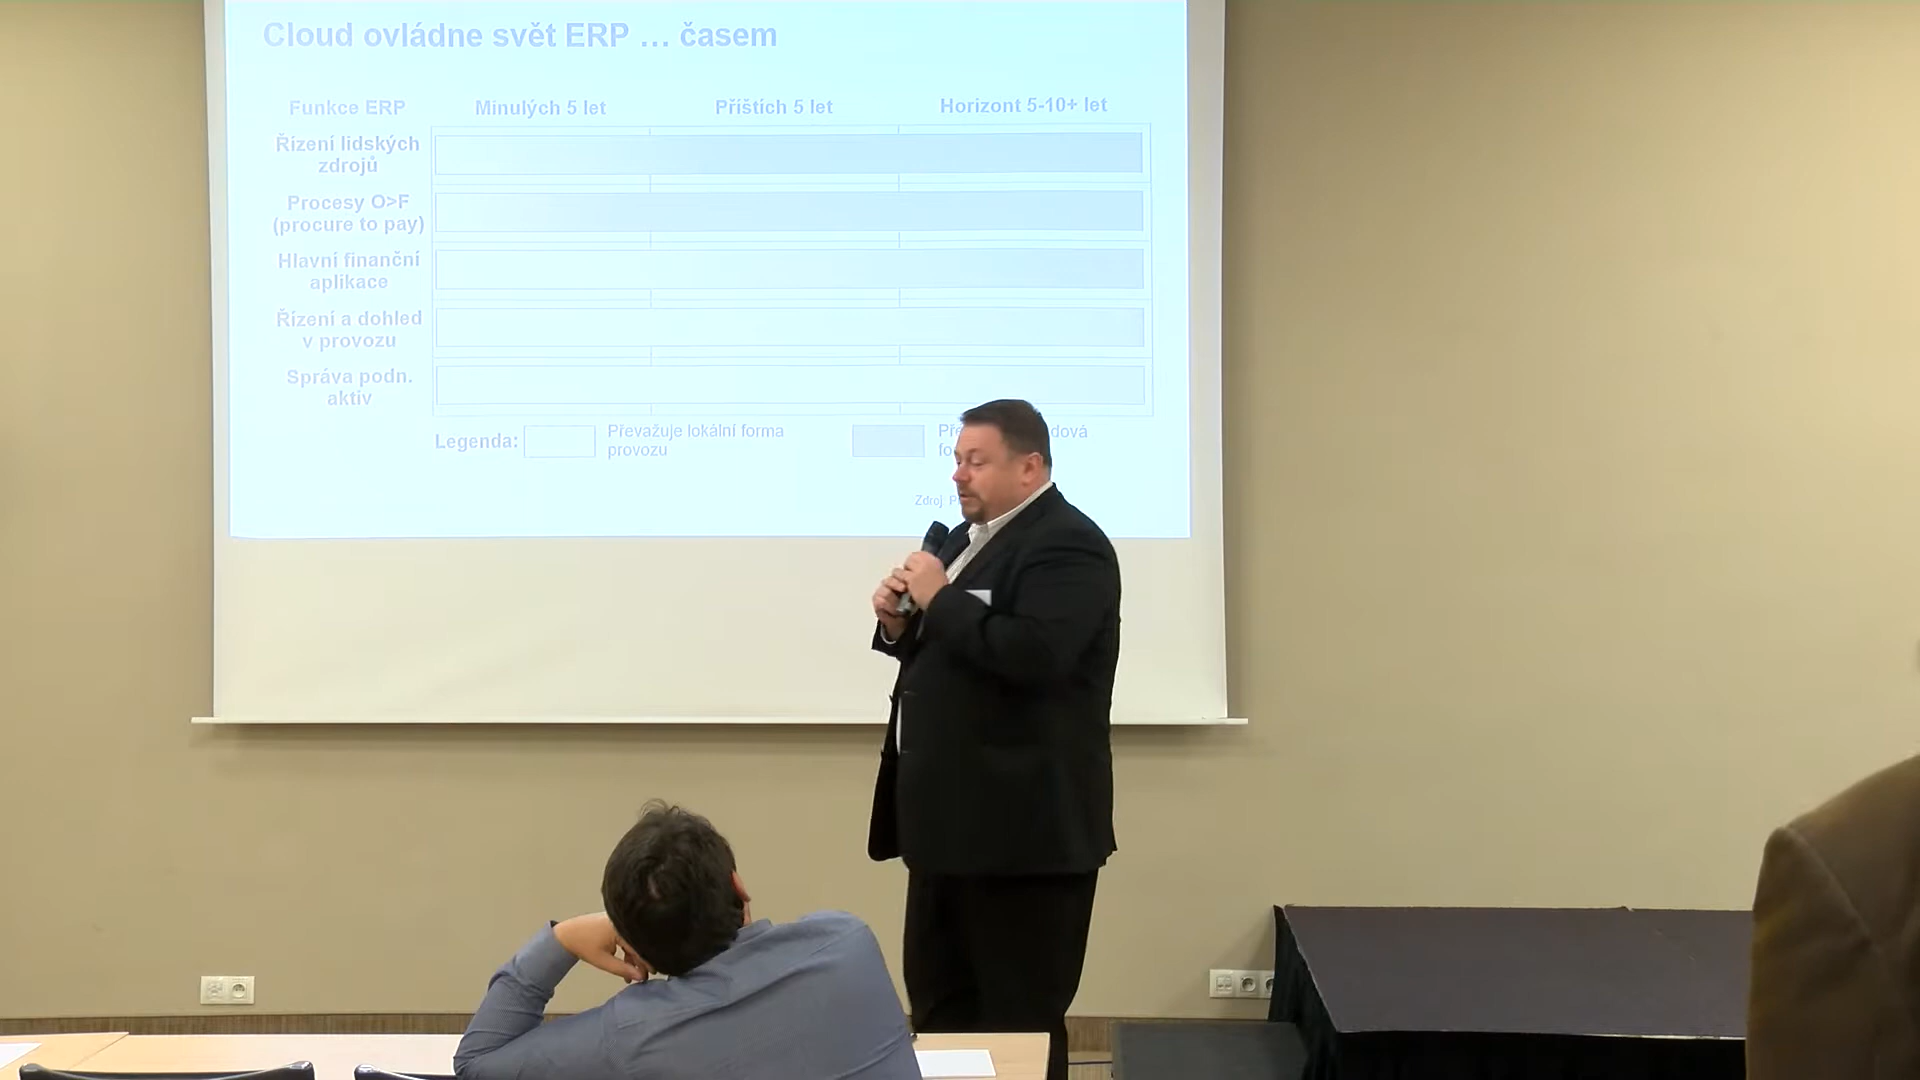 Cloud ovládne svět ERP … časem
Funkce ERP Minulých 5 let Příštích 5 let Horizont 5-10+ let
Řízení lidských
zdrojů
Procesy O>F
(procure to pay)
Hlavní finanční
aplikace
Řízení a dohled
v provozu
Správa podn.
aktiv
Legenda:
Převažuje lokální forma
provozu
Zdroj: